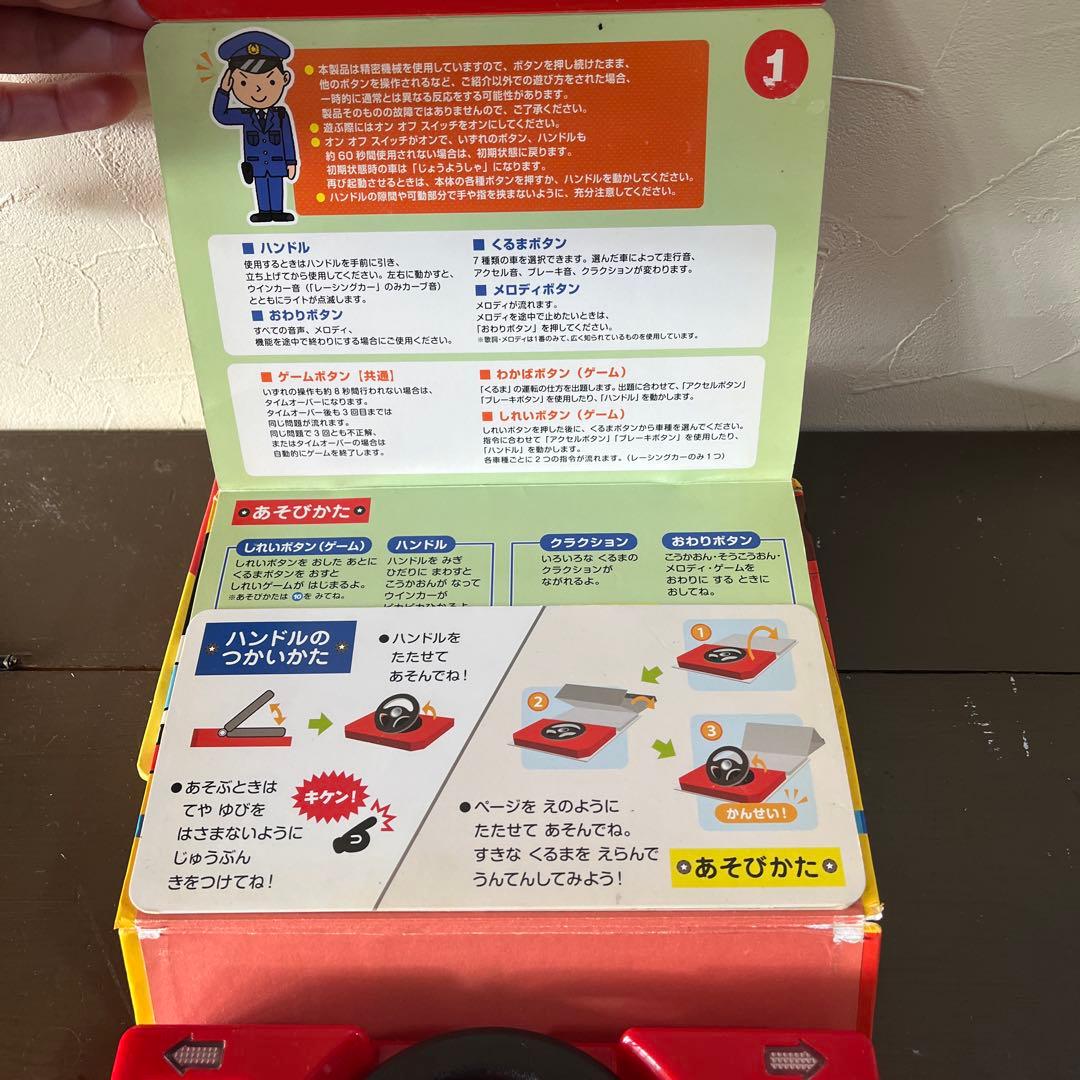 1
● 本製品は精密機械を使用していますので、ボタンを押し続けたまま、
他のボタンを操作されるなど、ご紹介以外での遊び方をされた場合、
一時的に通常とは異なる反応をする可能性があります。
製品そのものの故障ではありませんので、ご了承ください。
● 遊ぶ際にはオン オフ スイッチをオンにしてください。
● オン オフ スイッチがオンで、いずれのボタン、ハンドルも
約60秒間使用されない場合は、初期状態に戻ります。
初期状態時の車は「じょうようしゃ」になります。
再び起動させるときは、本体の各種ボタンを押すか、ハンドルを動かしてください。
● ハンドルの隙間や可動部分で手や指を挟まないように、充分注意してください。
■ ハンドル
使用するときはハンドルを手前に引き、
立ち上げてから使用してください。左右に動かすと、
ウインカー音(「レーシングカー」のみカーブ音)
とともにライトが点滅します。
■ おわりボタン
すべての音声、メロディ、
機能を途中で終わりにする場合にご使用ください。
■ くるまボタン
7種類の車を選択できます。選んだ車によって走行音、
アクセル音、ブレーキ音、クラクションが変わります。
■ メロディボタン
メロディが流れます。
メロディを途中で止めたいときは、
「おわりボタン」を押してください。
※歌詞・メロディは1番のみで、広く知られているものを使用しています。
■ ゲームボタン【共通】
いずれの操作も約8秒間行われない場合は、
タイムオーバーになります。
タイムオーバー後も3回目までは
同じ問題が流れます。
同じ問題で3回とも不正解、
またはタイムオーバーの場合は
自動的にゲームを終了します。
■ わかばボタン(ゲーム)
「くるま」の運転の仕方を出題します。出題に合わせて、「アクセルボタン」
「ブレーキボタン」を使用したり、「ハンドル」を動かします。
■ しれいボタン(ゲーム)
しれいボタンを押した後に、くるまボタンから車種を選んでください。
指令に合わせて「アクセルボタン」「ブレーキボタン」を使用したり、
「ハンドル」を動かします。
各車種ごとに2つの指令が流れます。(レーシングカーのみ1つ)
あそびかた
しれいボタン(ゲーム)
しれいボタンを おした あとに
くるまボタンを おすと
しれいゲームが はじまるよ。
※あそびかたは 10を みてね。
ハンドル
ハンドルを みぎ
ひだりに まわすと
こうかおんが なって
ウインカーが
クラクション
いろいろな くるまの
クラクションが
ながれるよ。
おわりボタン
こうかおん・そうこうおん・
メロディ・ゲームを
おわりに する ときに
おしてね。
ハンドルの
つかいかた
●ハンドルを
たたせて
あそんでね!
●あそぶときは
てや ゆびを
はさまないように
じゅうぶん
きをつけてね!
キケン!
1
2
3
かんせい!
●ページを えのように
たたせて あそんでね。
すきな くるまを えらんで
うんてんしてみよう!
あそびかた